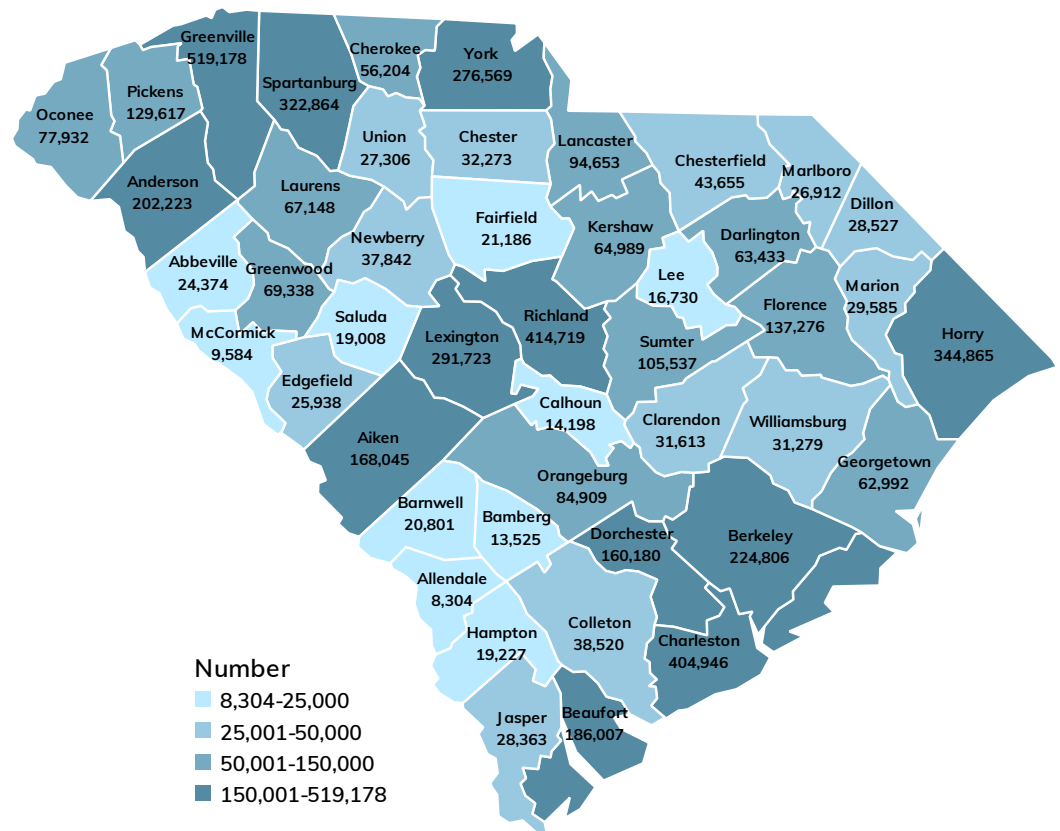 Greenville
519,178
Cherokee
56,204
York
276,569
Spartanburg
322,864
Pickens
129,617
Oconee
77,932
Union
27,306
Chester
32,273
Lancaster
94,653
Chesterfield
43,655
Marlboro
26,912
Dillon
28,527
Anderson
202,223
Laurens
67,148
Fairfield
21,186
Kershaw
64,989
Darlington
63,433
Newberry
37,842
Abbeville
24,374
Greenwood
69,338
Lee
16,730
Marion
29,585
Florence
137,276
Saluda
19,008
Richland
414,719
McCormick
9,584
Lexington
291,723
Sumter
105,537
Horry
344,865
Edgefield
25,938
Calhoun
14,198
Clarendon
31,613
Williamsburg
31,279
Aiken
168,045
Georgetown
62,992
Orangeburg
84,909
Barnwell
20,801
Bamberg
13,525
Dorchester
160,180
Berkeley
224,806
Allendale
8,304
Colleton
38,520
Hampton
19,227
Charleston
404,946
Jasper
28,363
Beaufort
186,007
Number
8,304-25,000
25,001-50,000
50,001-150,000
150,001-519,178